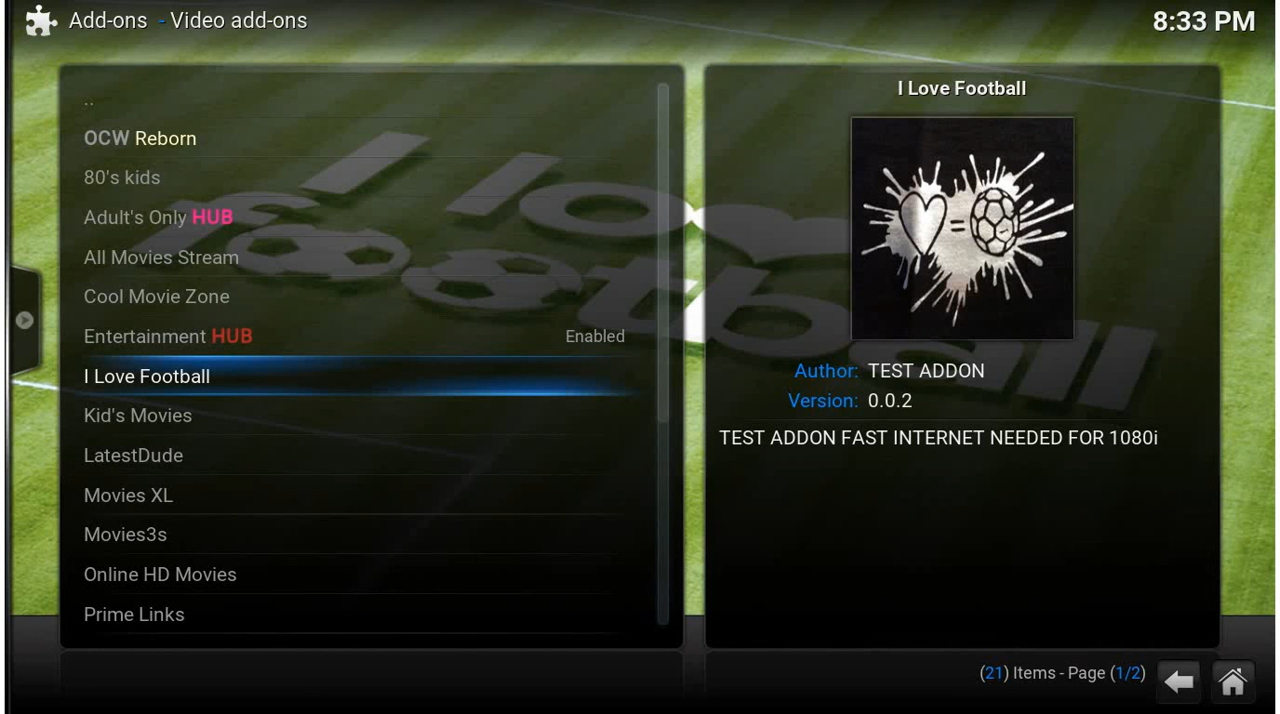 Add-ons - Video add-ons
8:33 PM
..
OCW Reborn
80's kids
Adult's Only HUB
All Movies Stream
Cool Movie Zone
Entertainment HUB Enabled
I Love Football
Kid's Movies
LatestDude
Movies XL
Movies3s
Online HD Movies
Prime Links
I Love Football
=
Author: TEST ADDON
Version: 0.0.2
TEST ADDON FAST INTERNET NEEDED FOR 1080i
I love
football
(21) Items - Page (1/2)